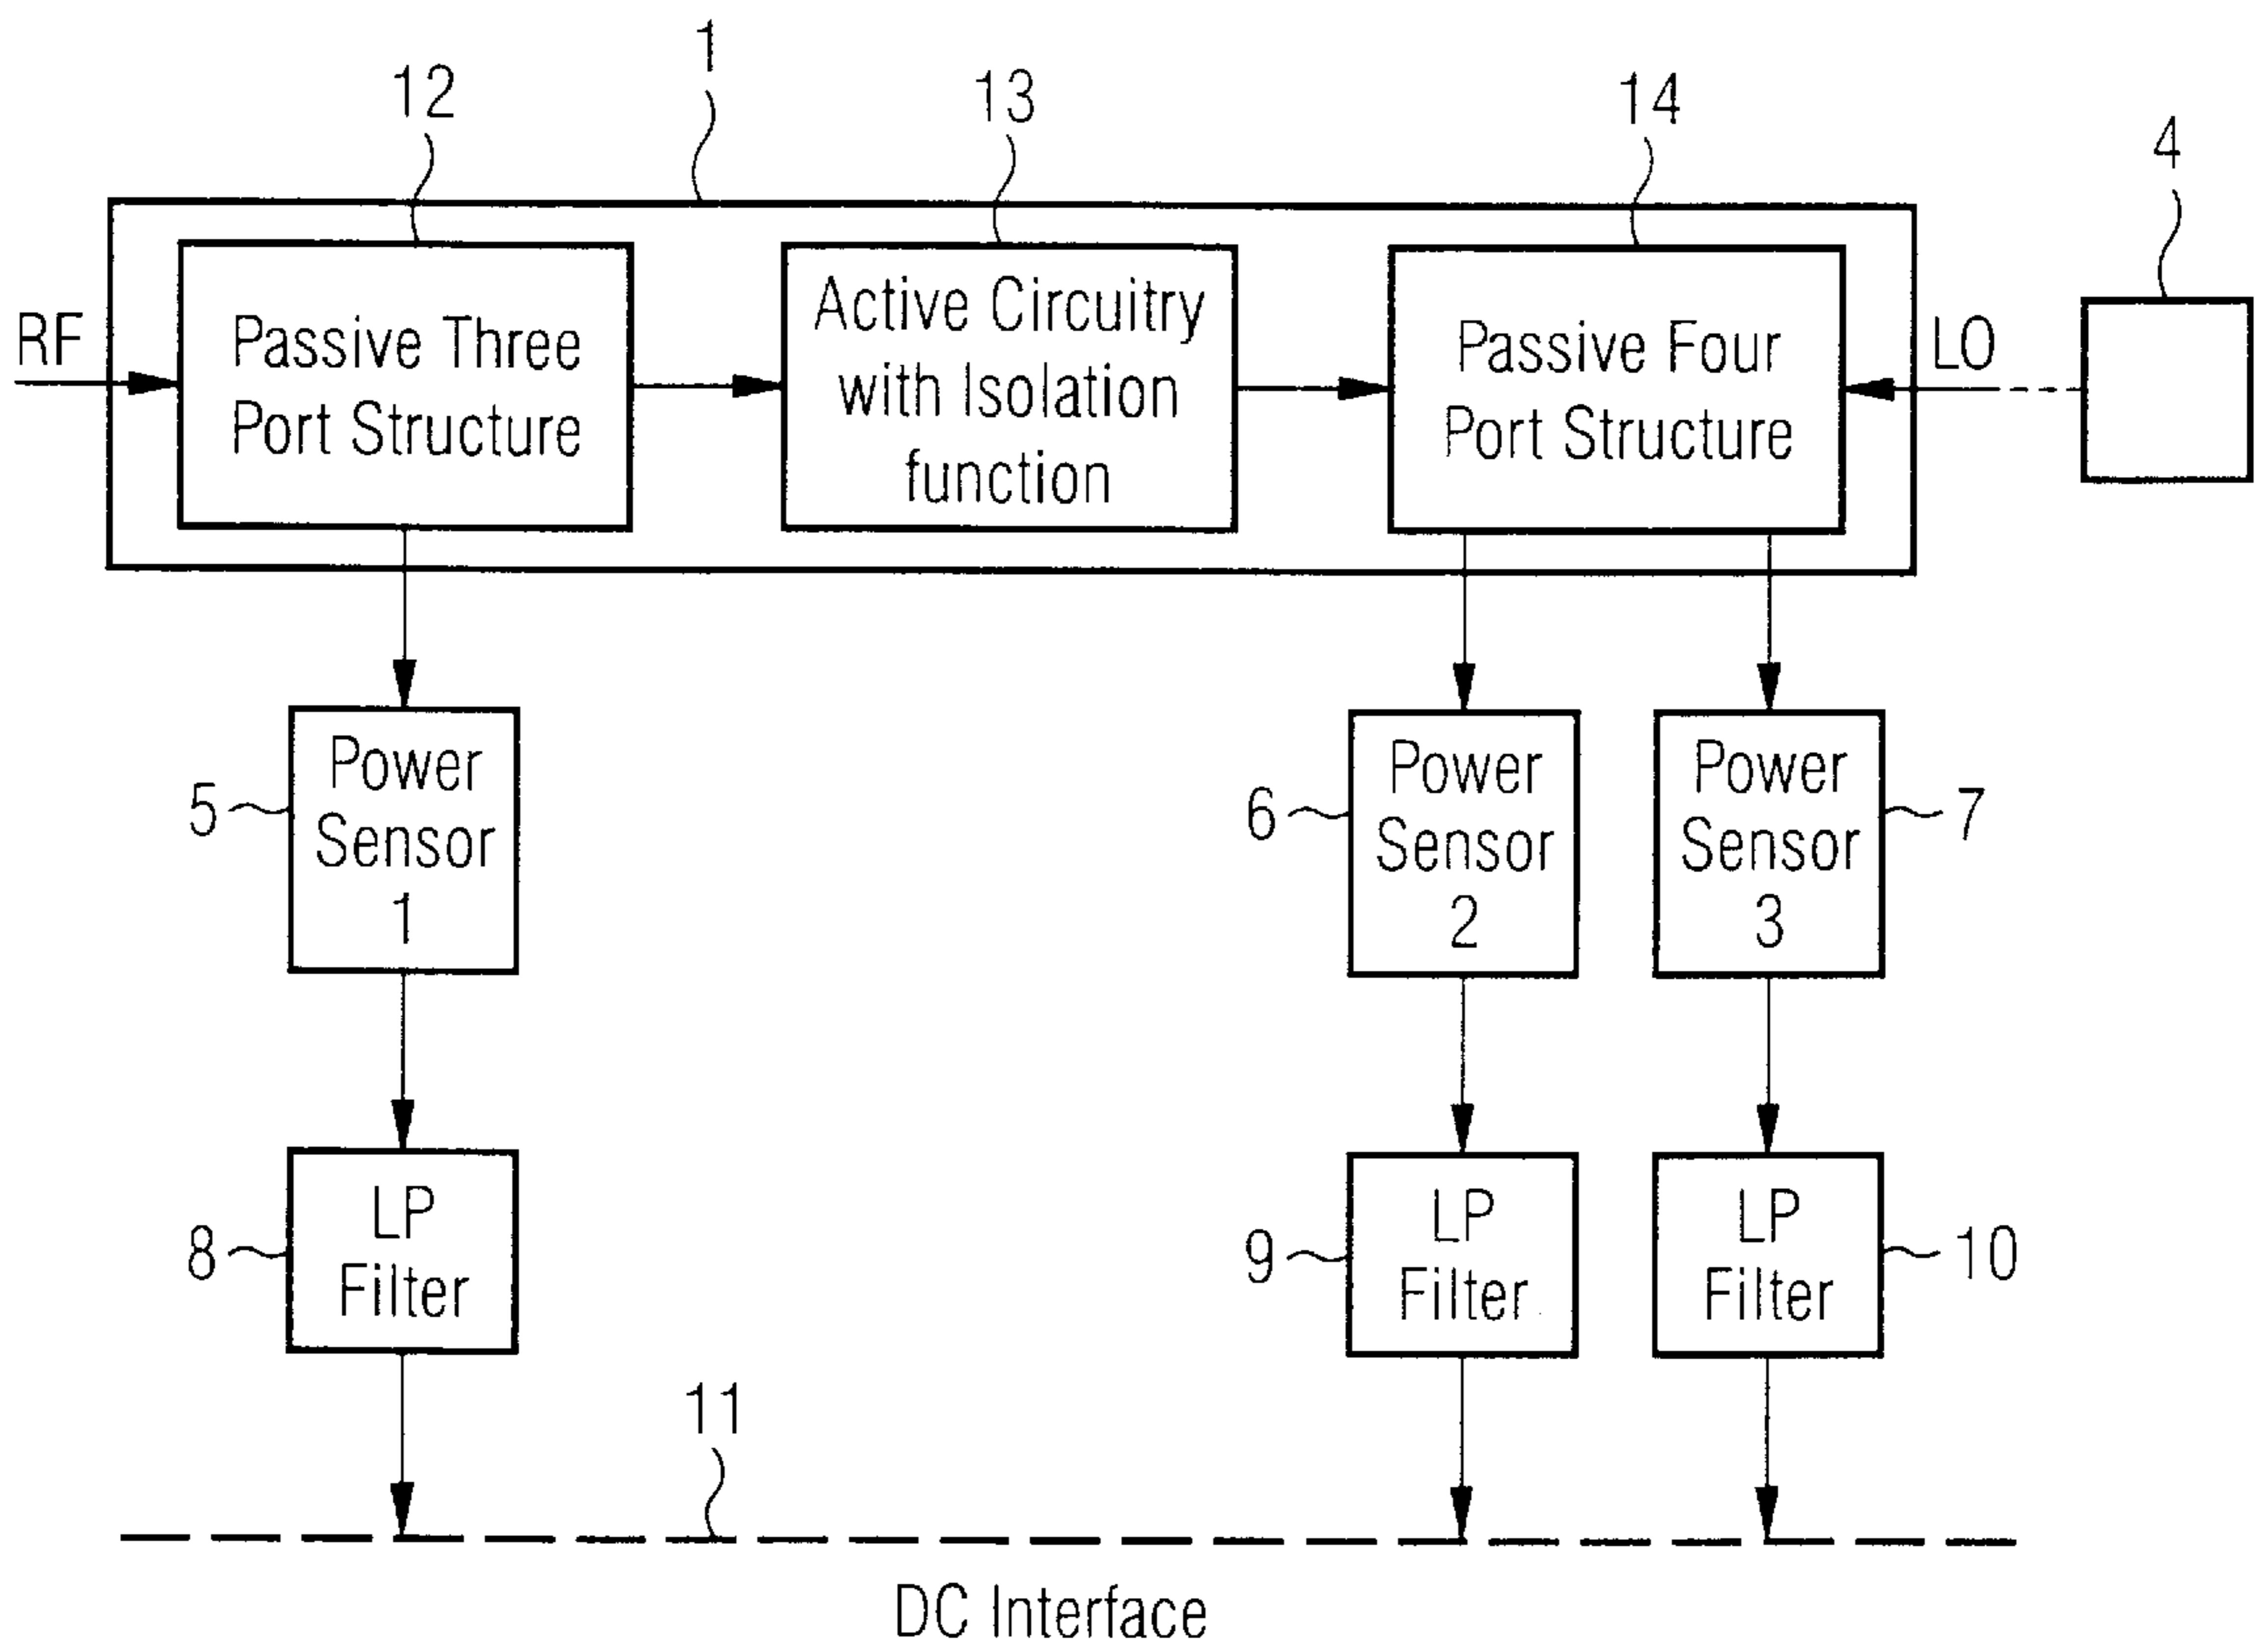 1
12
13
14
4
RF
Passive Three
Port Structure
Active Circuitry
with Isolation
function
Passive Four
Port Structure
LO
5
Power
Sensor
1
6
Power
Sensor
2
Power
Sensor
3
7
8
LP
Filter
9
LP
Filter
LP
Filter
10
11
DC Interface